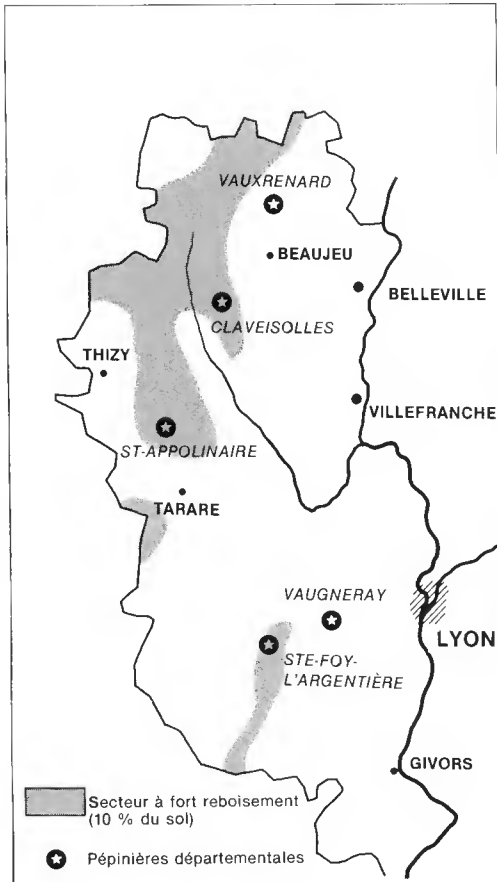 VAUXRENARD
BEAUJEU
BELLEVILLE
CLAVEISOLLES
THIZY
VILLEFRANCHE
ST-APPOLINAIRE
TARARE
VAUGNERAY
LYON
STE-FOY-
L'ARGENTIÈRE
GIVORS
Secteur à fort reboisement
(10 % du sol)
Pépinières départementales